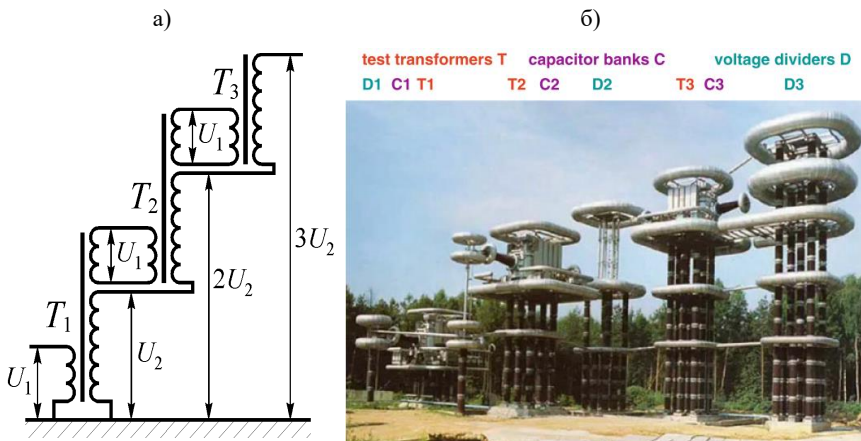 а) б)
test transformers T capacitor banks C voltage dividers D
D1 C1 T1 T2 C2 D2 T3 C3 D3
T3
U1
T2
3U2
U1
2U2
T1
U2
U1